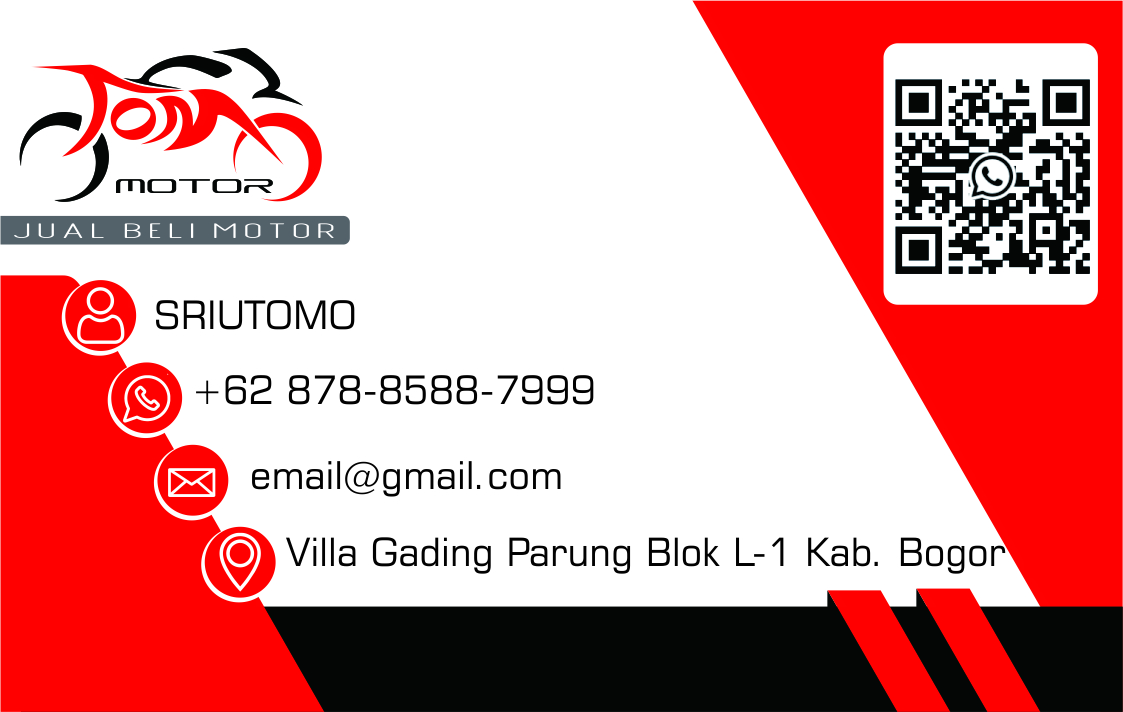 MOTOR
JUAL BELI MOTOR
SRIUTOMO
+62 878-8588-7999
email@gmail.com
Villa Gading Parung Blok L-1 Kab. Bogor